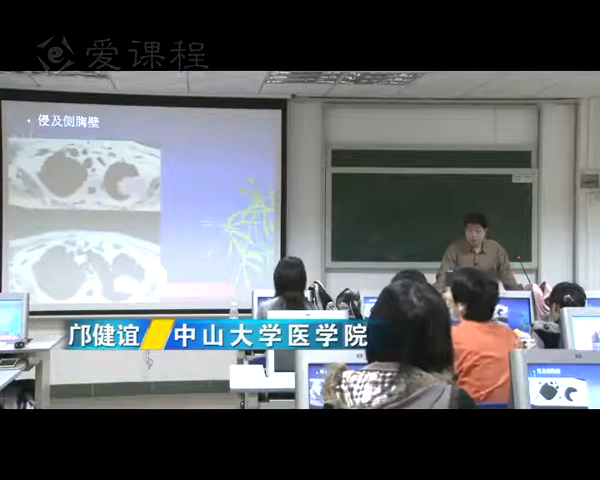 爱课程
侵及侧胸壁
邝健谊 中山大学医学院